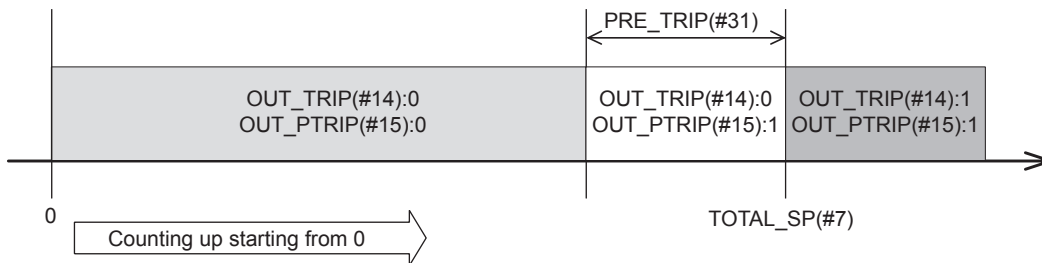 PRE_TRIP(#31)
OUT_TRIP(#14):0
OUT_PTRIP(#15):0
OUT_TRIP(#14):0
OUT_PTRIP(#15):1
OUT_TRIP(#14):1
OUT_PTRIP(#15):1
0
TOTAL_SP(#7)
Counting up starting from 0